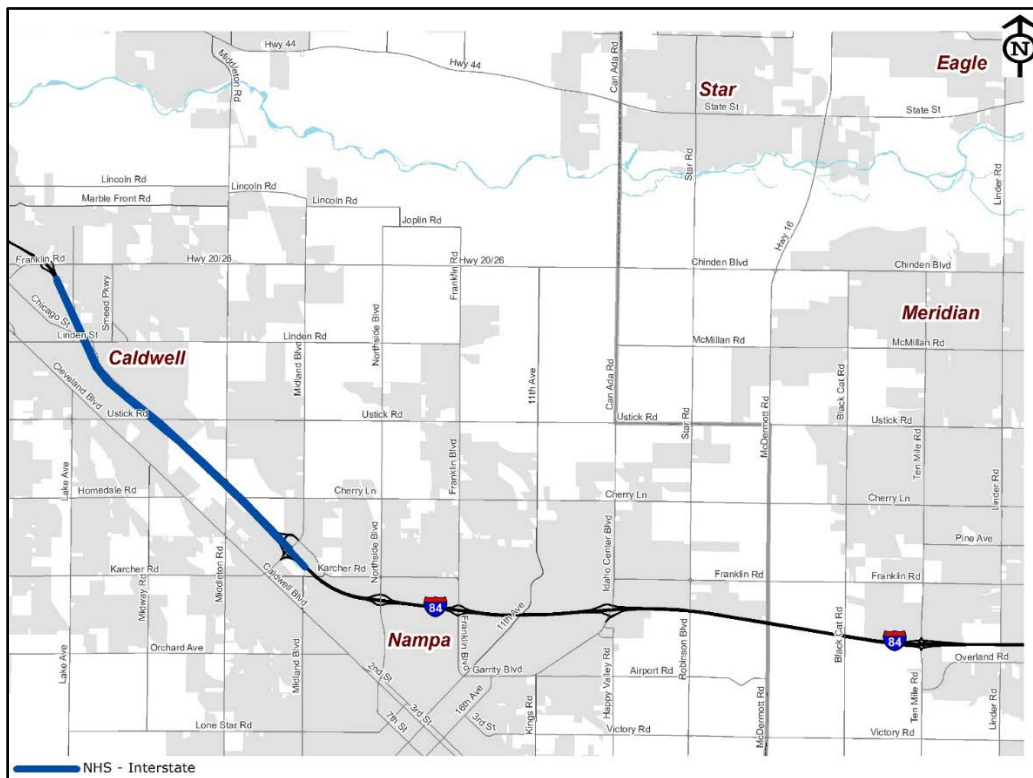 Hwy 44
Middleton Rd
Hwy 44
Can Ada Rd
Star
State St
Eagle
State St
N
Star Rd
Linder Rd
Lincoln Rd
Lincoln Rd
Marble Front Rd
Lincoln Rd
Joplin Rd
Hwy 16
Franklin Rd
Hwy 20/26
Franklin Rd
Hwy 20/26
Chinden Blvd
Chinden Blvd
Chicago St
Smeed Pkwy
Linden St
Caldwell
Cleveland Blvd
Linden Rd
Midland Blvd
Northside Blvd
McMillan Rd
Meridian
McMillan Rd
11th Ave
Can Ada Rd
Black Cat Rd
Ustick Rd
Ustick Rd
Ustick Rd
Ustick Rd
Star Rd
McDermott Rd
Ten Mile Rd
Lake Ave
Homedale Rd
Cherry Ln
Franklin Blvd
Cherry Ln
Cherry Ln
Linder Rd
Pine Ave
Karcher Rd
Midway Rd
Middleton Rd
Caldwell Blvd
Karcher Rd
Northside Blvd
Idaho Center Blvd
Franklin Rd
Franklin Rd
84
Nampa
Franklin Blvd
11th Ave
84
Lake Ave
Orchard Ave
Midland Blvd
2nd St
Garrity Blvd
Happy Valley Rd
Airport Rd
Robinson Blvd
Black Cat Rd
Overland Rd
Lone Star Rd
7th St
3rd St
16th Ave
3rd St
Kings Rd
Victory Rd
McDermott Rd
Ten Mile Rd
Victory Rd
Linder Rd
NHS - Interstate